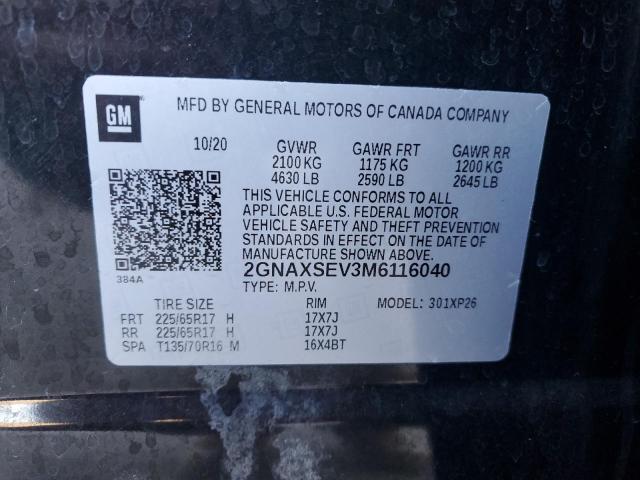 GM
MFD BY GENERAL MOTORS OF CANADA COMPANY
10/20 GVWR GAWR FRT GAWR RR
2100 KG 1175 KG 1200 KG
4630 LB 2590 LB 2645 LB
THIS VEHICLE CONFORMS TO ALL
APPLICABLE U.S. FEDERAL MOTOR
VEHICLE SAFETY AND THEFT PREVENTION
STANDARDS IN EFFECT ON THE DATE OF
MANUFACTURE SHOWN ABOVE.
2GNAXSEV3M6116040
384A
TYPE: M.P.V.
TIRE SIZE RIM MODEL: 301XP26
FRT 225/65R17 H 17X7J
RR 225/65R17 H 17X7J
SPA T135/70R16 M 16X4BT